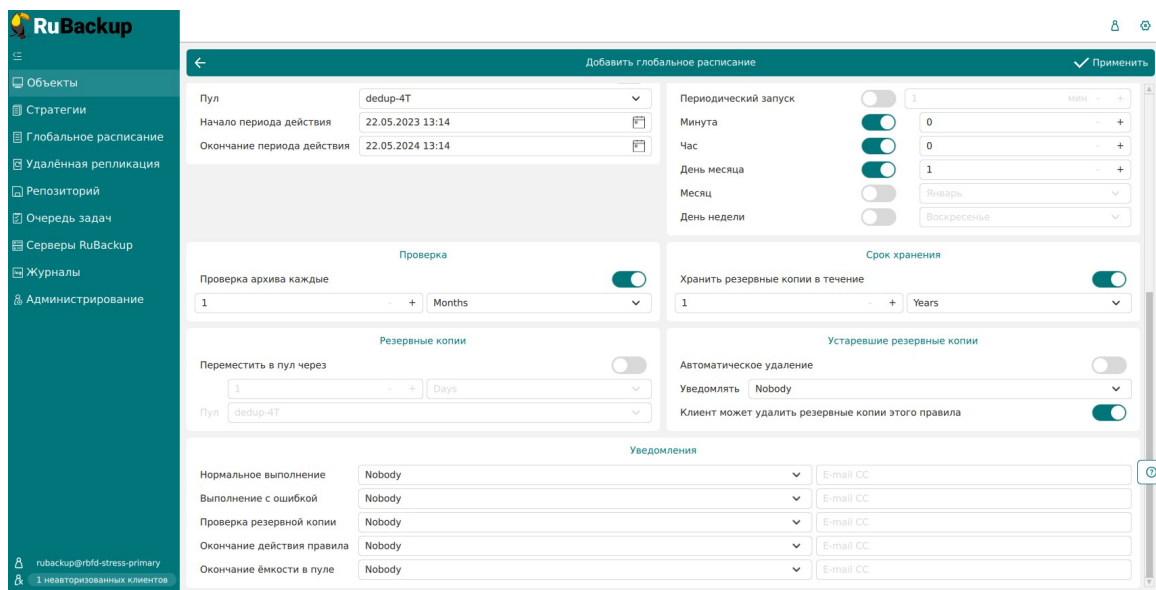 RuBackup
Добавить глобальное расписание
Применить
Объекты
Стратегии
Глобальное расписание
Удалённая репликация
Репозиторий
Очередь задач
Серверы RuBackup
Журналы
Администрирование
rubackup@rbfd-stress-primary
1 неавторизованных клиентов
Пул dedup-4T
Начало периода действия 22.05.2023 13:14
Окончание периода действия 22.05.2024 13:14
Периодический запуск 1 мин - +
Минута 0 - +
Час 0 - +
День месяца 1 - +
Месяц Январь
День недели Воскресенье
Проверка
Проверка архива каждые
1 - + Months
Срок хранения
Хранить резервные копии в течение
1 - + Years
Резервные копии
Переместить в пул через
1 - + Days
Пул dedup-4T
Устаревшие резервные копии
Автоматическое удаление
Уведомлять Nobody
Клиент может удалить резервные копии этого правила
Уведомления
Нормальное выполнение Nobody E-mail CC
Выполнение с ошибкой Nobody E-mail CC
Проверка резервной копии Nobody E-mail CC
Окончание действия правила Nobody E-mail CC
Окончание ёмкости в пуле Nobody E-mail CC